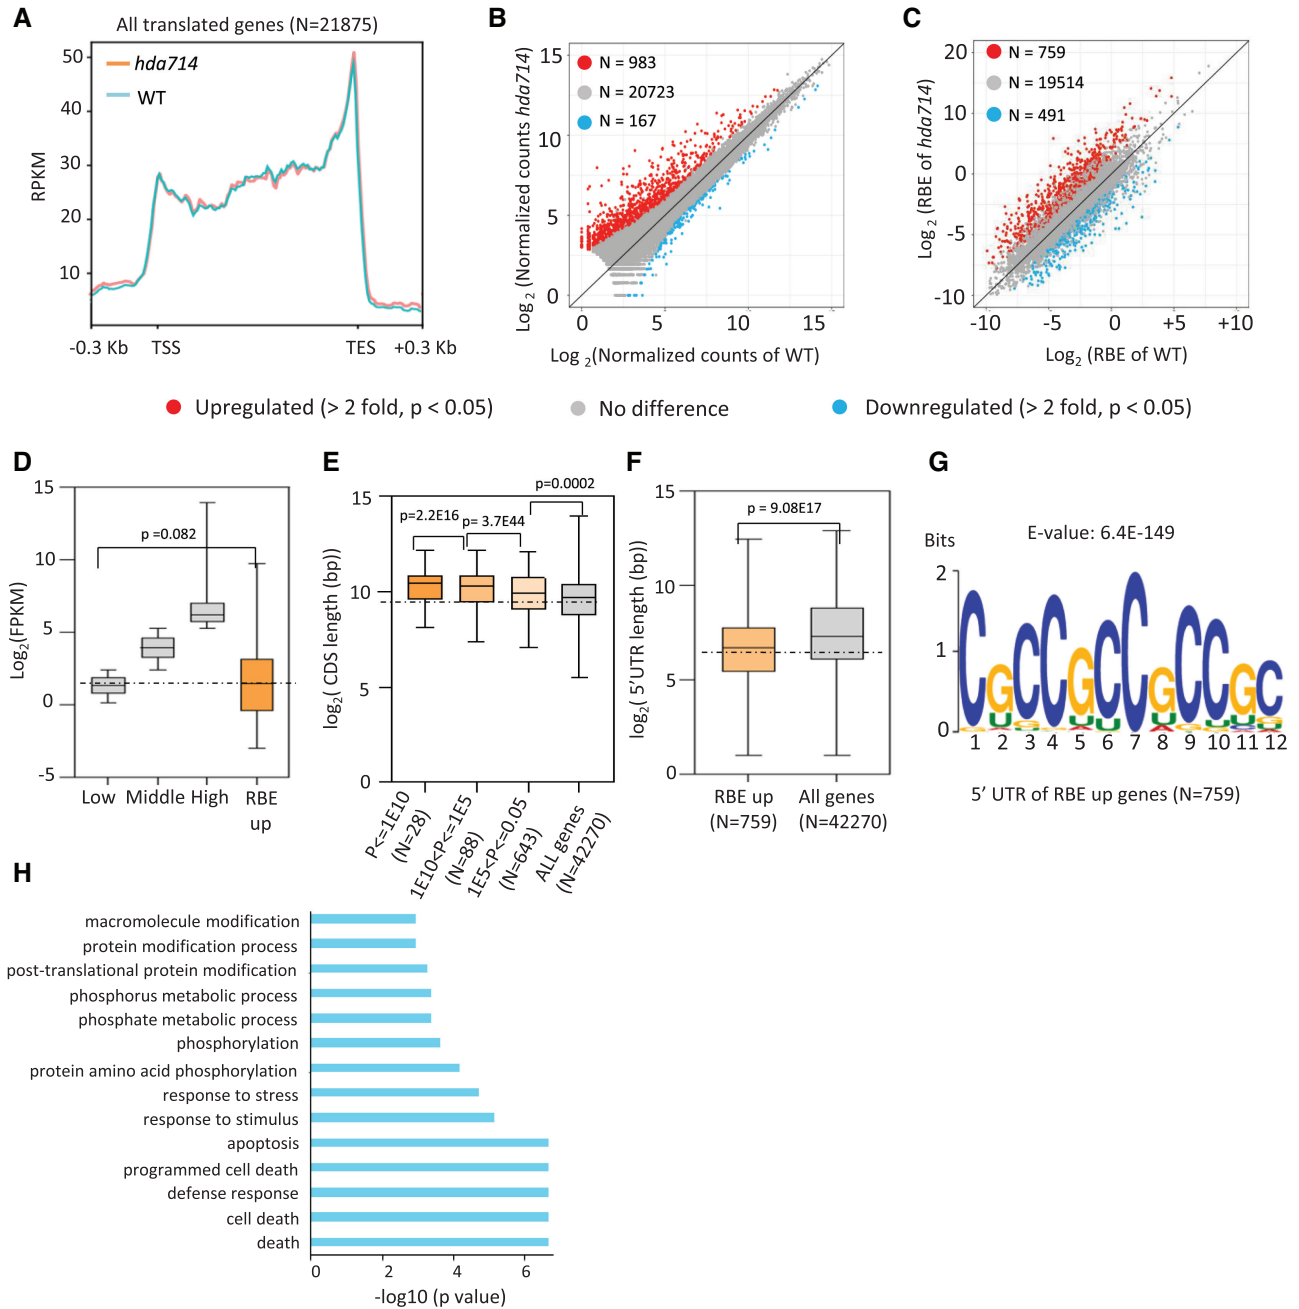 A
All translated genes (N=21875)
RPKM
50
40
30
20
10
hda714
WT
-0.3 Kb TSS TES +0.3 Kb
B
Log 2 (Normalized counts hda714)
15
10
5
0
N = 983
N = 20723
N = 167
0 5 10 15
Log 2(Normalized counts of WT)
C
Log 2 (RBE of hda714)
20
10
0
-5
-10
N = 759
N = 19514
N = 491
-10 -5 0 +5 +10
Log2 (RBE of WT)
Upregulated (> 2 fold, p < 0.05)
No difference
Downregulated (> 2 fold, p < 0.05)
D
Log2(FPKM)
15
10
5
0
-5
p =0.082
Low Middle High RBE up
E
log2( CDS length (bp))
15
10
5
0
p=2.2E16
p= 3.7E44
p=0.0002
P<=1E10
(N=28)
1E10<P<=1E5
(N=88)
1E5<P<=0.05
(N=643)
ALL genes
(N=42270)
F
log2( 5'UTR length (bp))
15
10
5
0
p = 9.08E17
RBE up
(N=759)
All genes
(N=42270)
G
E-value: 6.4E-149
Bits
2
1
0
C G C C G C C G C C G C
U G U U U G U G
1 2 3 4 5 6 7 8 9 10 11 12
5' UTR of RBE up genes (N=759)
H
macromolecule modification
protein modification process
post-translational protein modification
phosphorus metabolic process
phosphate metabolic process
phosphorylation
protein amino acid phosphorylation
response to stress
response to stimulus
apoptosis
programmed cell death
defense response
cell death
death
0 2 4 6
-log10 (p value)